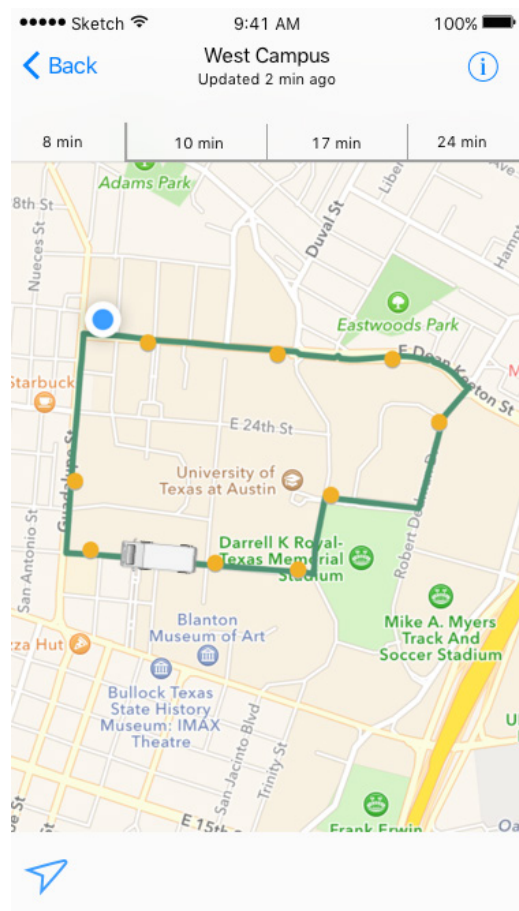 Sketch 9:41 AM 100%
Back
West Campus
Updated 2 min ago
8 min 10 min 17 min 24 min
Adams Park
8th St
Nueces St
Duval St
Ave
Eastwoods Park
E Dean Keeton St
Starbuck
E 24th St
Guadalupe St
University of
Texas at Austin
San Antonio St
Darrell K Royal-
Texas Memorial
Stadium
Mike A. Myers
Track And
Soccer Stadium
Blanton
Museum of Art
zza Hut
Bullock Texas
State History
Museum: IMAX
Theatre
San Jacinto Blvd
Trinity St
E 15th
Frank Erwin